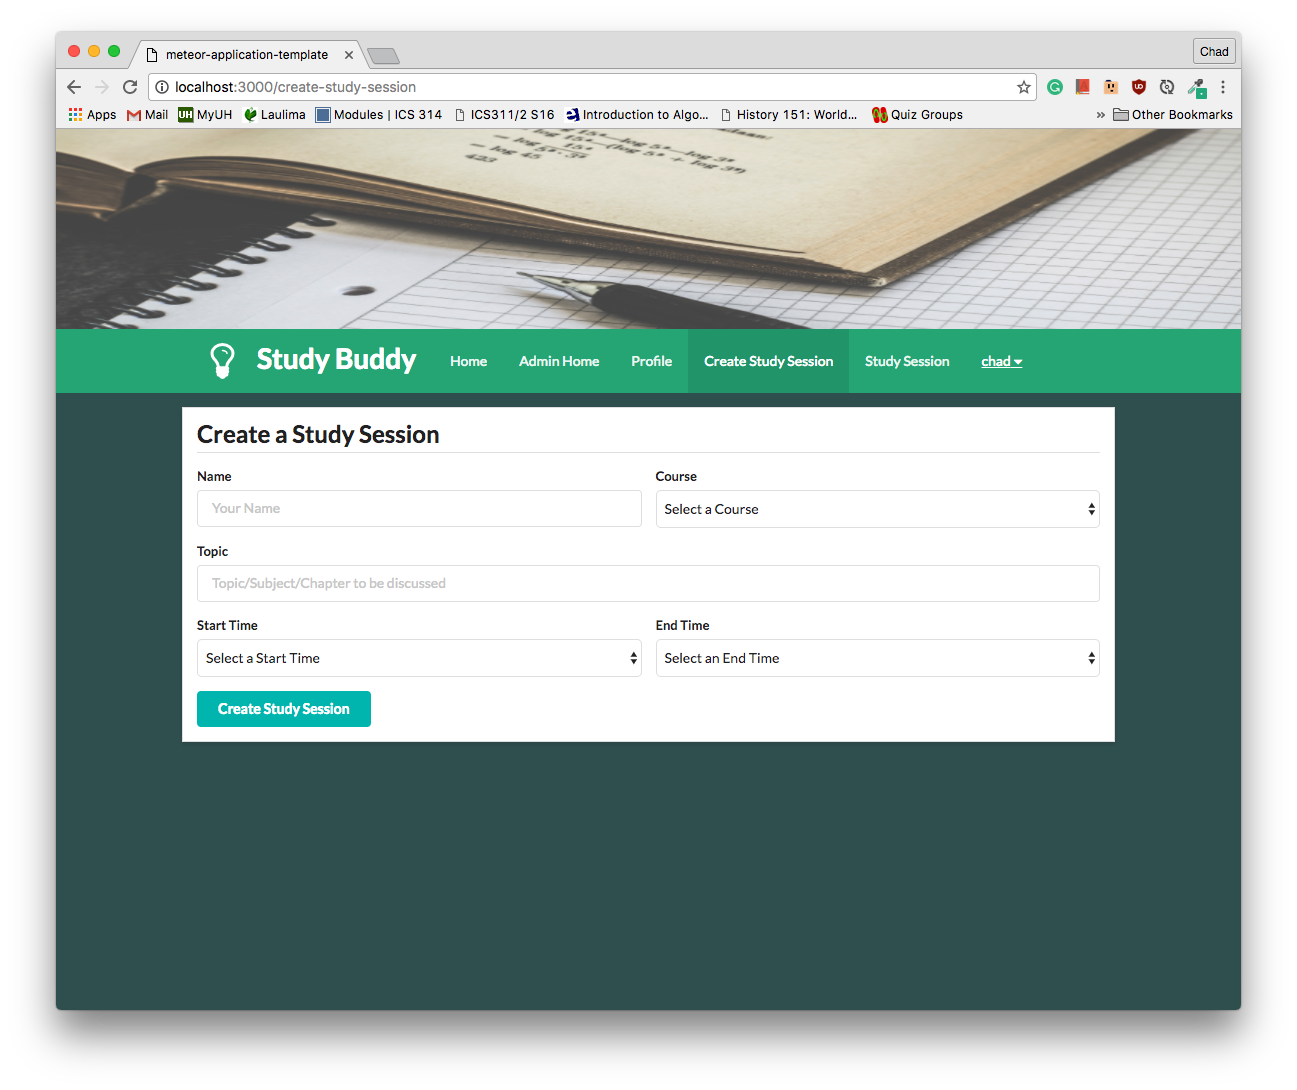 meteor-application-template
Chad
localhost:3000/create-study-session
Apps Mail MyUH Laulima Modules | ICS 314 ICS311/2 S16 Introduction to Algo... History 151: World... Quiz Groups » Other Bookmarks
— log 45
423
Study Buddy Home Admin Home Profile Create Study Session Study Session chad
Create a Study Session
Name Course
Your Name Select a Course
Topic
Topic/Subject/Chapter to be discussed
Start Time End Time
Select a Start Time Select an End Time
Create Study Session